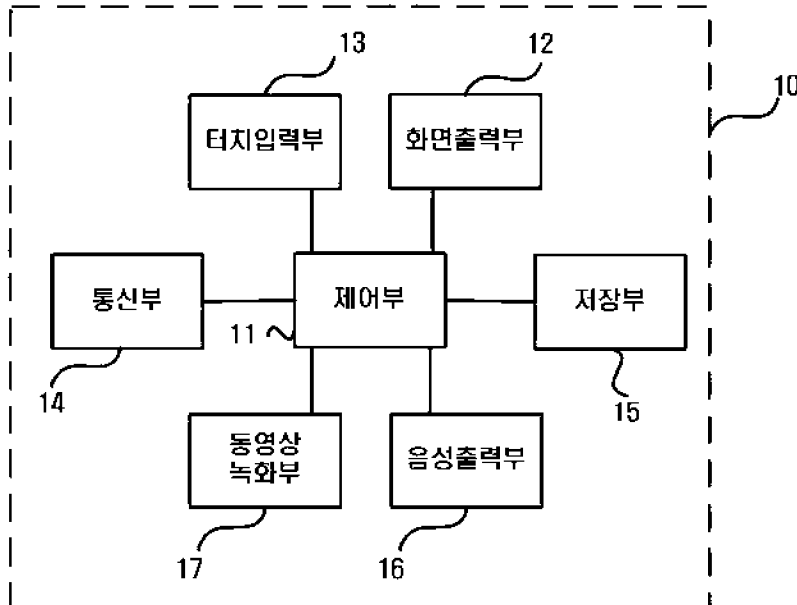 13
12
10
터치입력부
화면출력부
통신부
제어부
저장부
11
14
15
동영상
녹화부
음성출력부
17
16